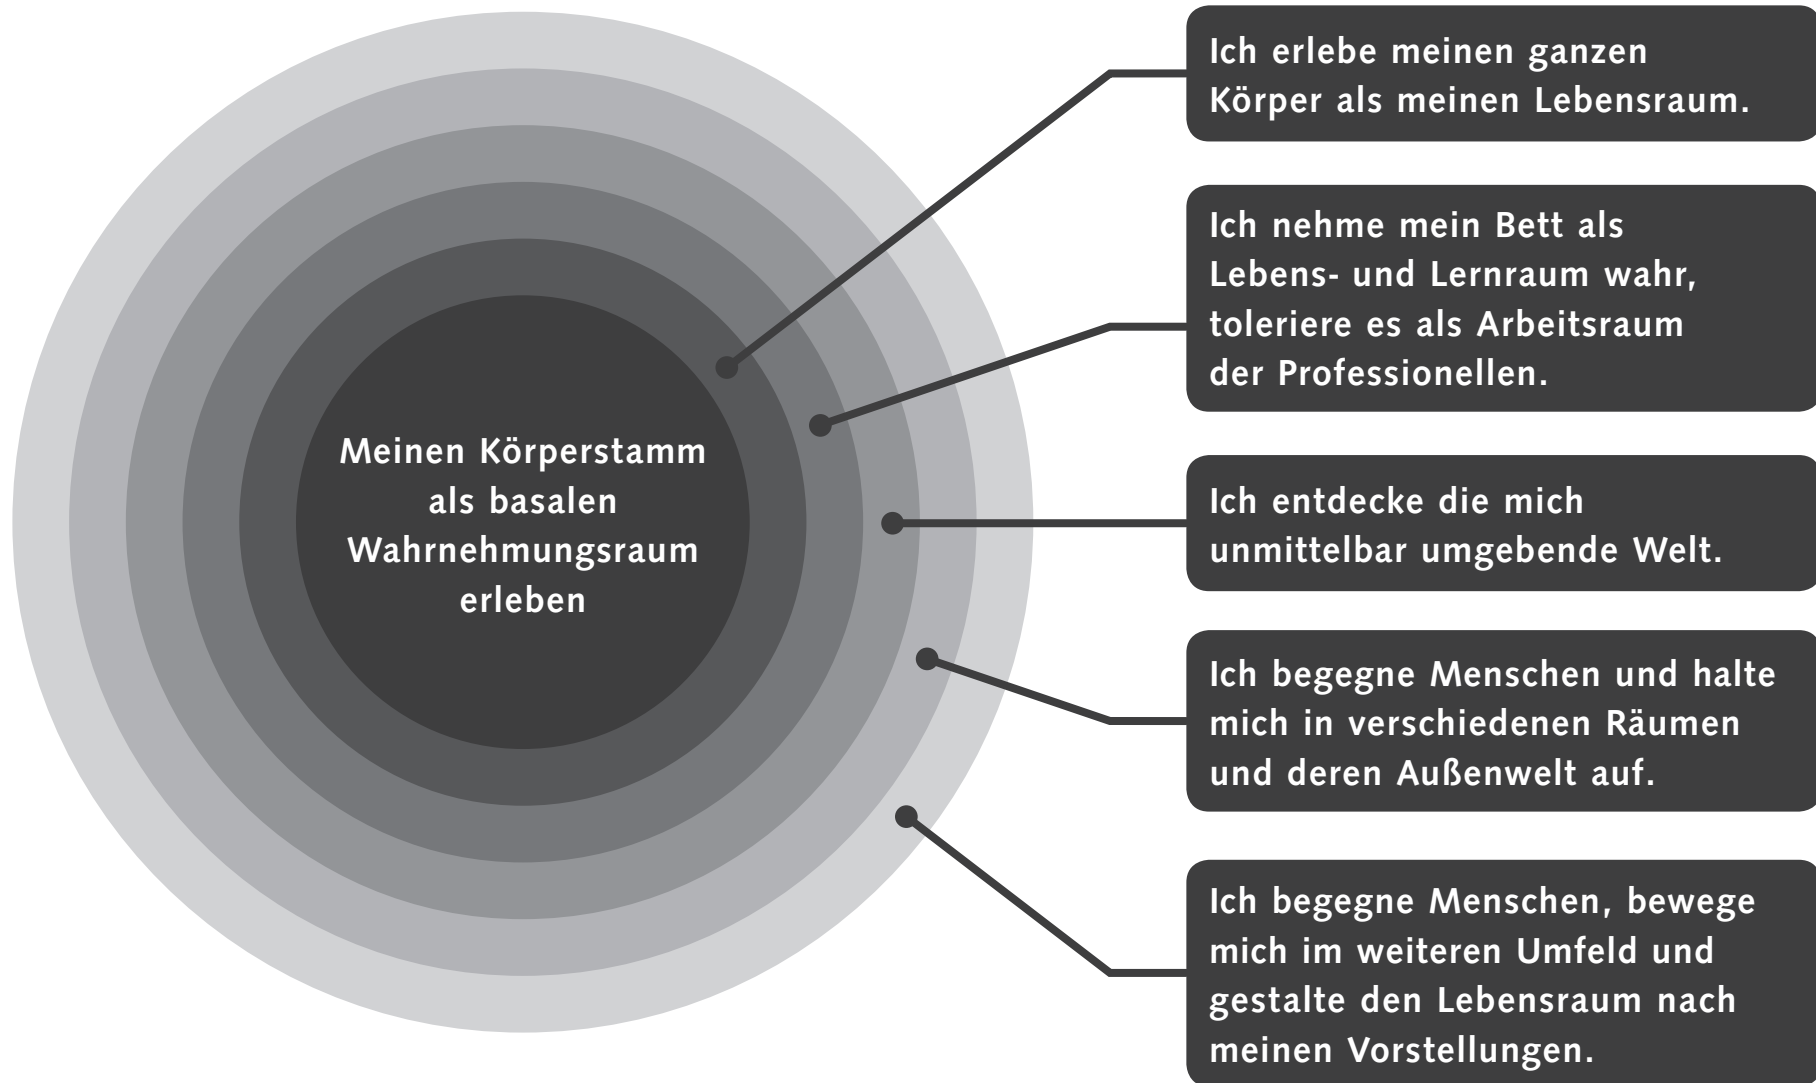 Meinen Körperstamm
als basalen
Wahrnehmungsraum
erleben
Ich erlebe meinen ganzen
Körper als meinen Lebensraum.
Ich nehme mein Bett als
Lebens- und Lernraum wahr,
toleriere es als Arbeitsraum
der Professionellen.
Ich entdecke die mich
unmittelbar umgebende Welt.
Ich begegne Menschen und halte
mich in verschiedenen Räumen
und deren Außenwelt auf.
Ich begegne Menschen, bewege
mich im weiteren Umfeld und
gestalte den Lebensraum nach
meinen Vorstellungen.